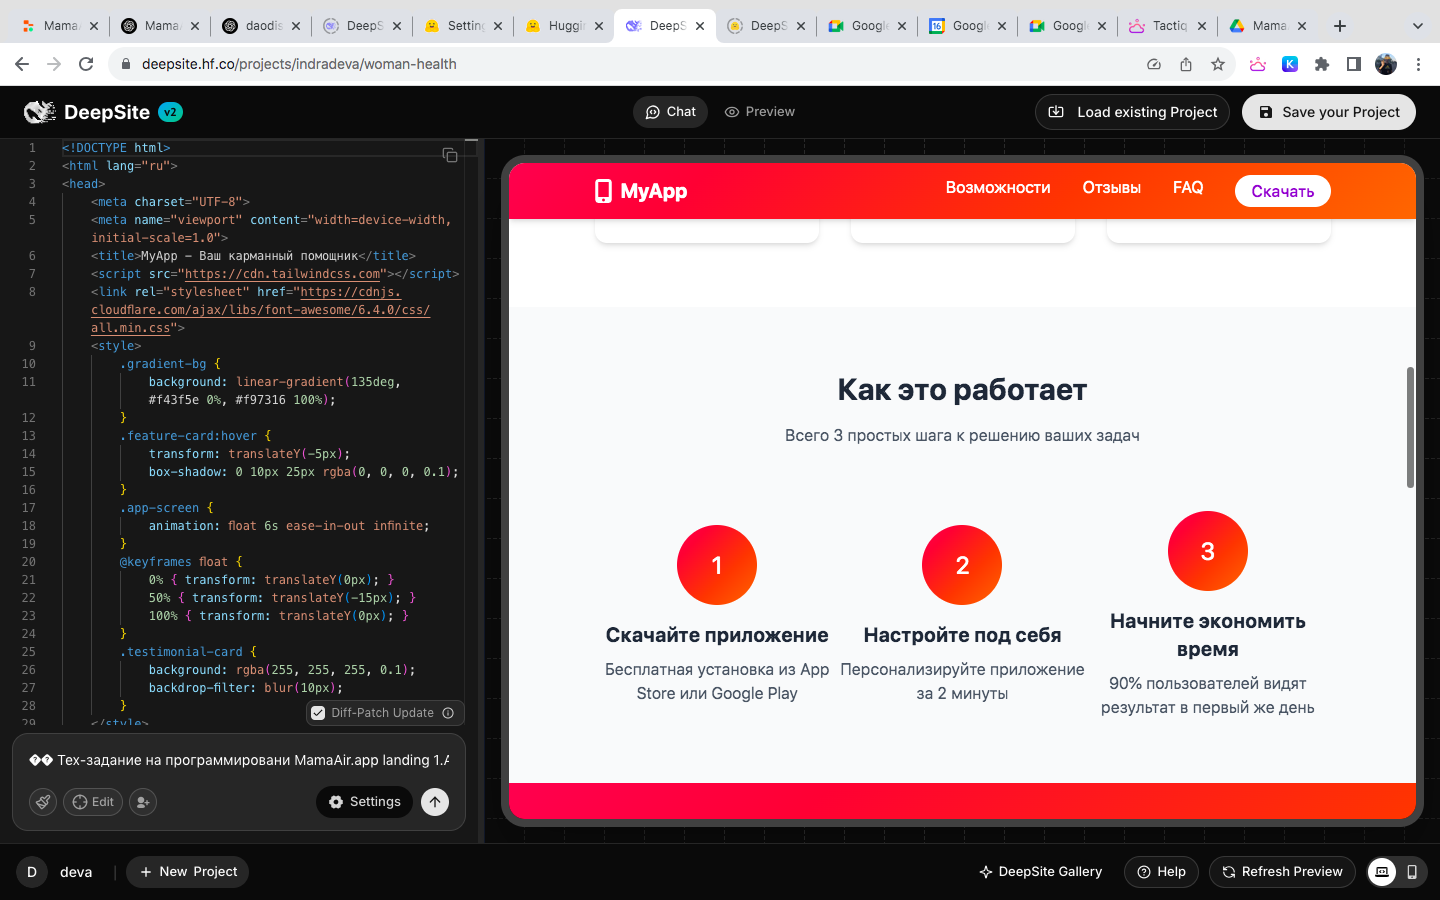 Mama
Mama
daodis
DeepS
Setting
Huggin
DeepS
DeepS
Google
16
Google
Google
Tactiq
Mama
deepsite.hf.co/projects/indradeva/woman-health
K
DeepSite v2
Chat
Preview
Load existing Project
Save your Project
1 <!DOCTYPE html>
2 <html lang="ru">
3 <head>
4 <meta charset="UTF-8">
5 <meta name="viewport" content="width=device-width,
initial-scale=1.0">
6 <title>MyApp - Ваш карманный помощник</title>
7 <script src="https://cdn.tailwindcss.com"></script>
8 <link rel="stylesheet" href="https://cdnjs.
cloudflare.com/ajax/libs/font-awesome/6.4.0/css/
all.min.css">
9 <style>
10 .gradient-bg {
11 background: linear-gradient(135deg,
#f43f5e 0%, #f97316 100%);
12 }
13 .feature-card:hover {
14 transform: translateY(-5px);
15 box-shadow: 0 10px 25px rgba(0, 0, 0, 0.1);
16 }
17 .app-screen {
18 animation: float 6s ease-in-out infinite;
19 }
20 @keyframes float {
21 0% { transform: translateY(0px); }
22 50% { transform: translateY(-15px); }
23 100% { transform: translateY(0px); }
24 }
25 .testimonial-card {
26 background: rgba(255, 255, 255, 0.1);
27 backdrop-filter: blur(10px);
28 }
29 </style>
Diff-Patch Update
�� Тех-задание на программировани MamaAir.app landing 1.A
Edit
Settings
MyApp
Возможности
Отзывы
FAQ
Скачать
Как это работает
Всего 3 простых шага к решению ваших задач
1
Скачайте приложение
Бесплатная установка из App
Store или Google Play
2
Настройте под себя
Персонализируйте приложение
за 2 минуты
3
Начните экономить
время
90% пользователей видят
результат в первый же день
D
deva
New Project
DeepSite Gallery
Help
Refresh Preview